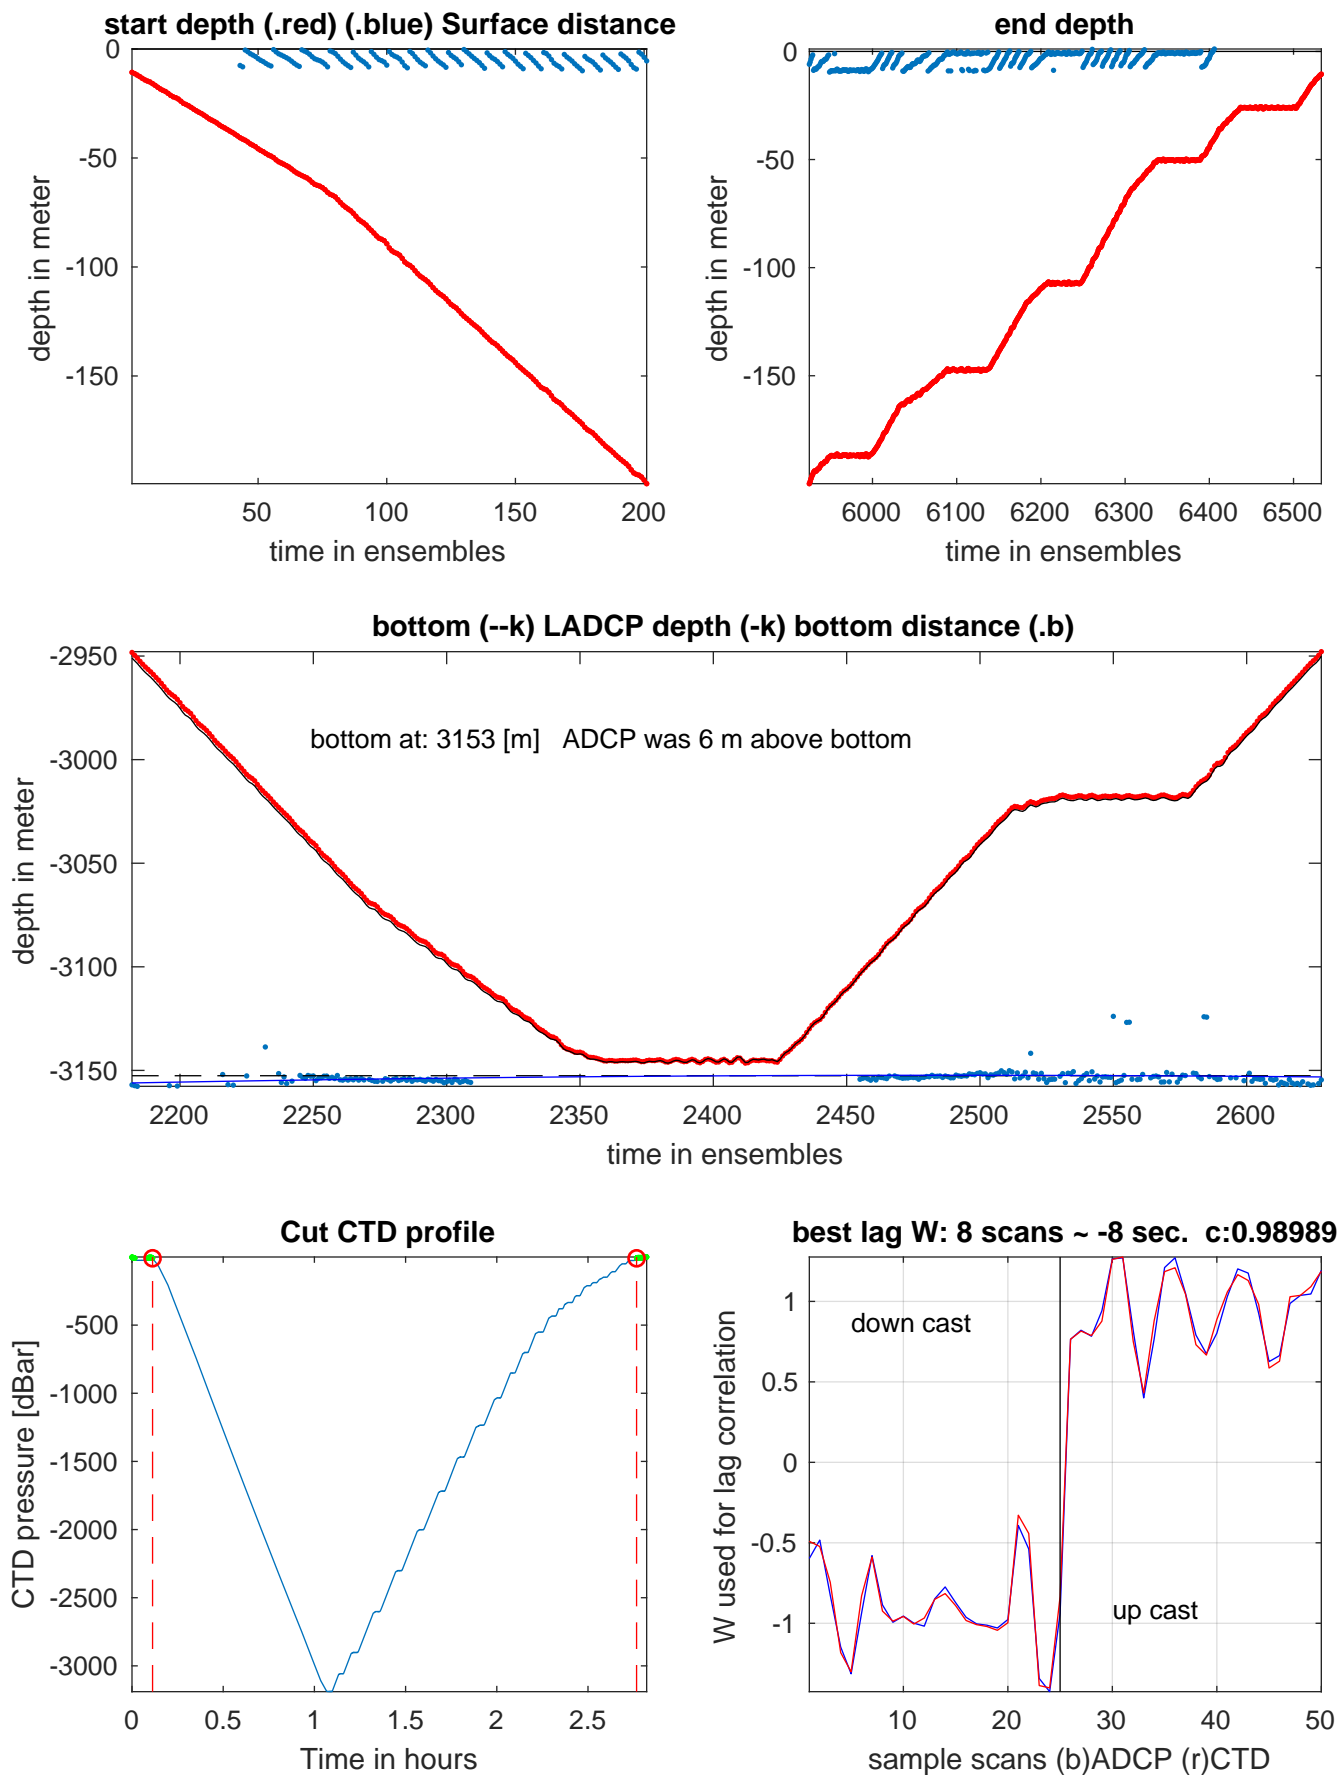 start depth (.red) (.blue) Surface distance
0
-50
-100
-150
depth in meter
50 100 150 200
time in ensembles
end depth
0
-50
-100
-150
depth in meter
6000 6100 6200 6300 6400 6500
time in ensembles
bottom (--k) LADCP depth (-k) bottom distance (.b)
-2950
-3000
-3050
-3100
-3150
depth in meter
bottom at: 3153 [m] ADCP was 6 m above bottom
2200 2250 2300 2350 2400 2450 2500 2550 2600
time in ensembles
Cut CTD profile
-500
-1000
-1500
-2000
-2500
-3000
CTD pressure [dBar]
0 0.5 1 1.5 2 2.5
Time in hours
best lag W: 8 scans ~ -8 sec. c:0.98989
1
0.5
0
-0.5
-1
W used for lag correlation
down cast
up cast
10 20 30 40 50
sample scans (b)ADCP (r)CTD